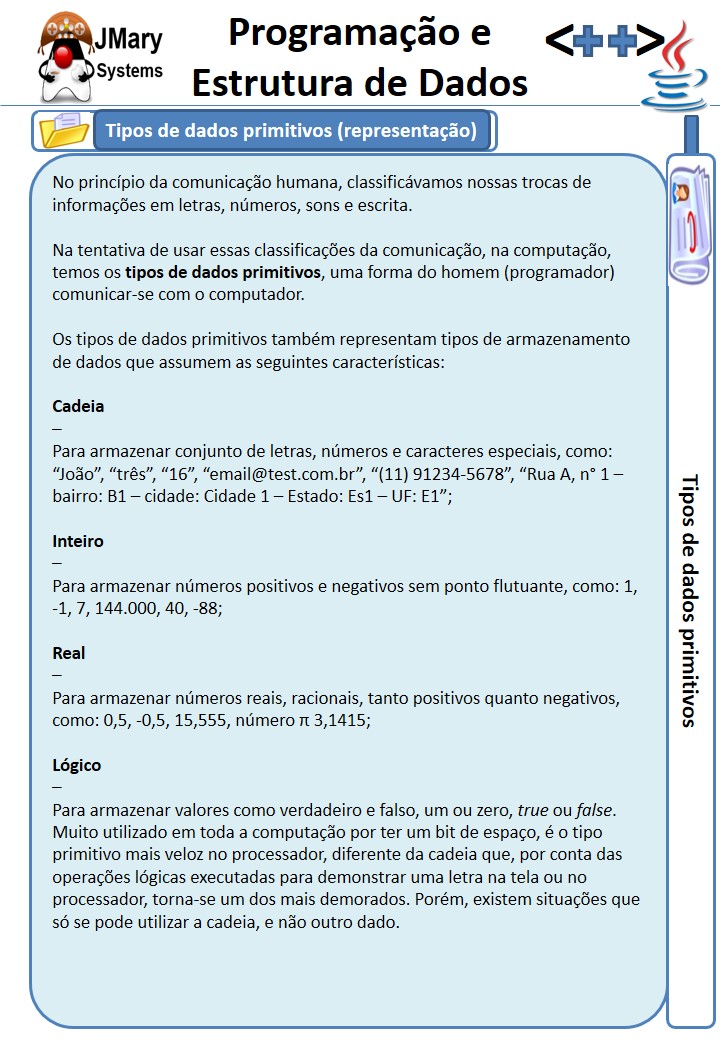 JMary
Systems
Programação e
Estrutura de Dados
<++>
Tipos de dados primitivos (representação)
No princípio da comunicação humana, classificávamos nossas trocas de
informações em letras, números, sons e escrita.
Na tentativa de usar essas classificações da comunicação, na computação,
temos os tipos de dados primitivos, uma forma do homem (programador)
comunicar-se com o computador.
Os tipos de dados primitivos também representam tipos de armazenamento
de dados que assumem as seguintes características:
Cadeia
–
Para armazenar conjunto de letras, números e caracteres especiais, como:
“João”, “três”, “16”, “email@test.com.br”, “(11) 91234-5678”, “Rua A, n° 1 –
bairro: B1 – cidade: Cidade 1 – Estado: Es1 – UF: E1”;
Inteiro
–
Para armazenar números positivos e negativos sem ponto flutuante, como: 1,
-1, 7, 144.000, 40, -88;
Real
–
Para armazenar números reais, racionais, tanto positivos quanto negativos,
como: 0,5, -0,5, 15,555, número π 3,1415;
Lógico
–
Para armazenar valores como verdadeiro e falso, um ou zero, true ou false.
Muito utilizado em toda a computação por ter um bit de espaço, é o tipo
primitivo mais veloz no processador, diferente da cadeia que, por conta das
operações lógicas executadas para demonstrar uma letra na tela ou no
processador, torna-se um dos mais demorados. Porém, existem situações que
só se pode utilizar a cadeia, e não outro dado.
Tipos de dados primitivos